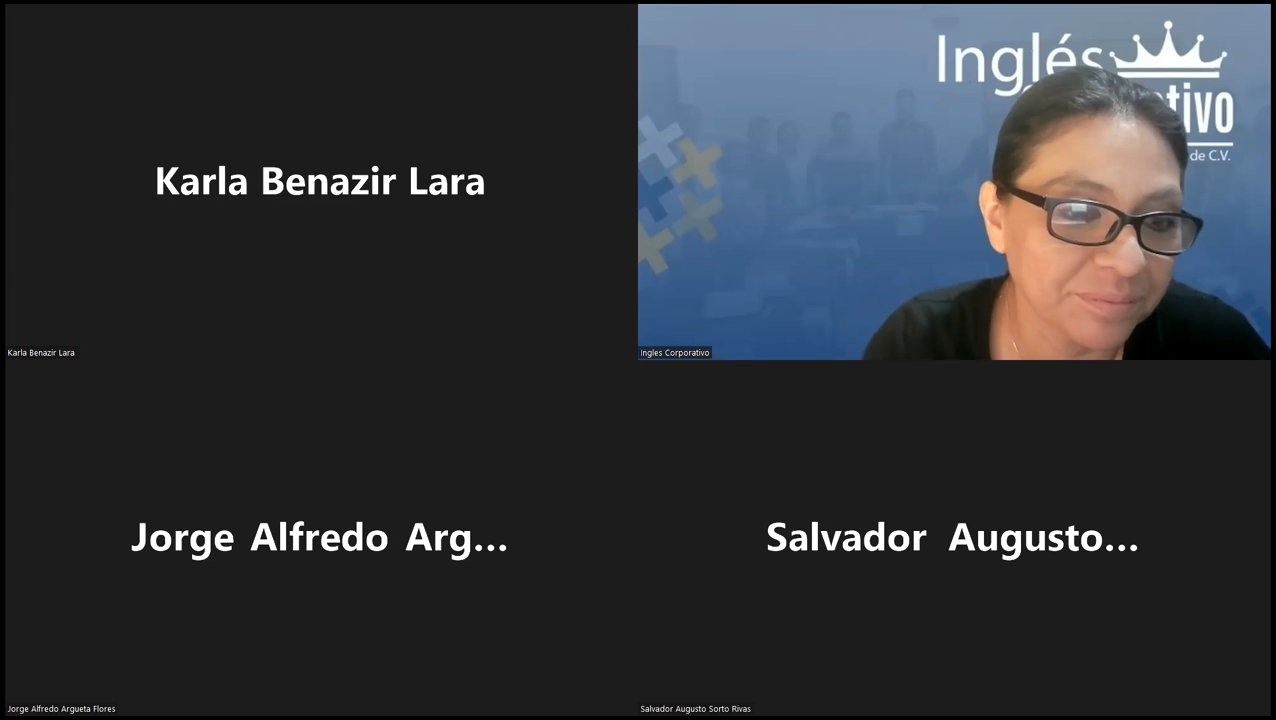 Karla Benazir Lara
Karla Benazir Lara
Inglés
tivo
de C.V.
Ingles Corporativo
Jorge Alfredo Arg...
Jorge Alfredo Argueta Flores
Salvador Augusto...
Salvador Augusto Sorto Rivas